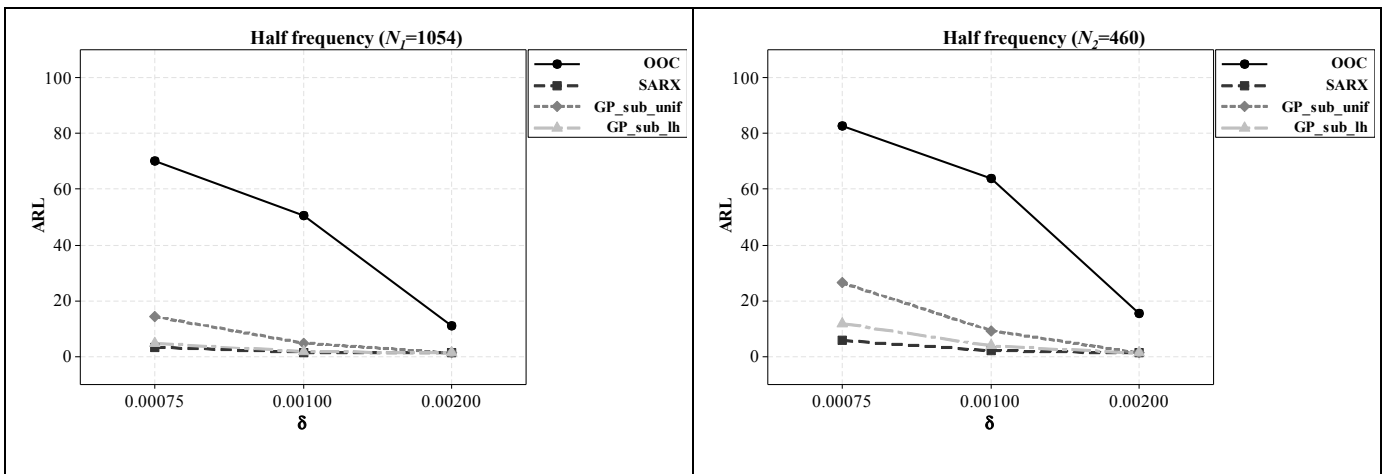 Half frequency (N1=1054)
OOC
SARX
GP_sub_unif
GP_sub_lh
100
80
60
40
20
0
ARL
0.00075 0.00100 0.00200
δ
Half frequency (N2=460)
OOC
SARX
GP_sub_unif
GP_sub_lh
100
80
60
40
20
0
ARL
0.00075 0.00100 0.00200
δ